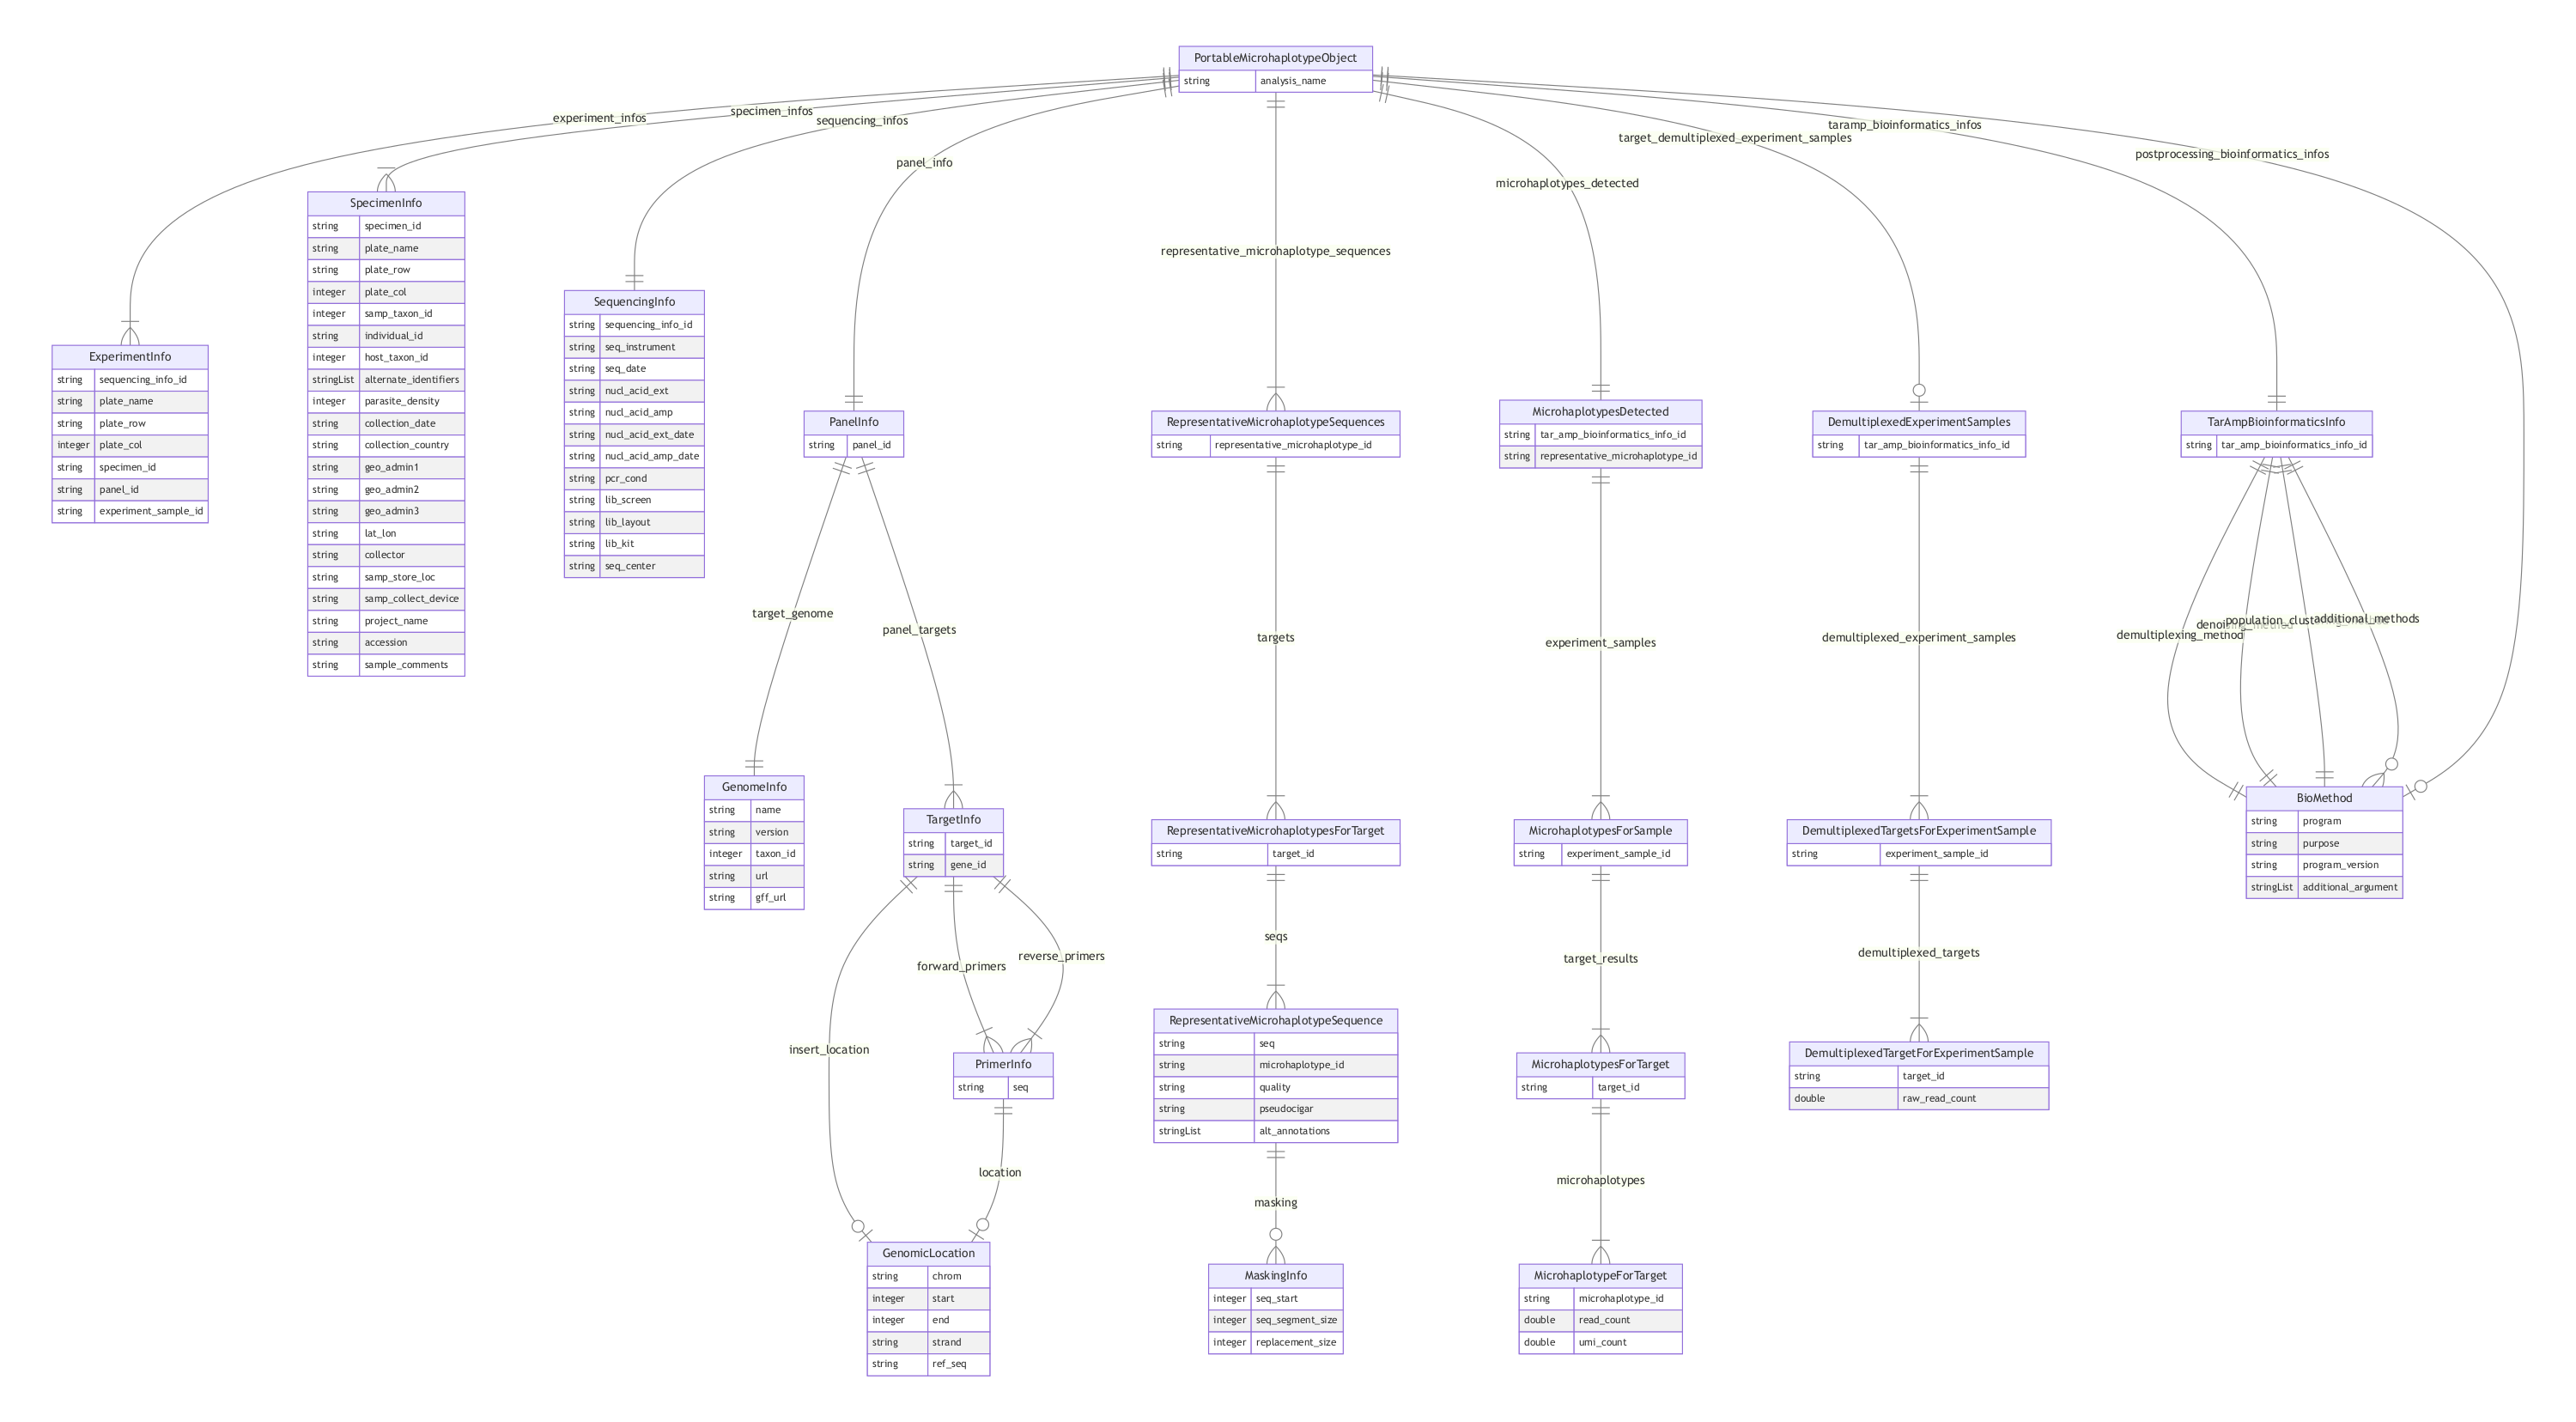 PortableMicrohaplotypeObject
string analysis_name
experiment_infos
specimen_infos
sequencing_infos
panel_info
representative_microhaplotype_sequences
microhaplotypes_detected
target_demultiplexed_experiment_samples
taramp_bioinformatics_infos
postprocessing_bioinformatics_infos
ExperimentInfo
string sequencing_info_id
string plate_name
string plate_row
integer plate_col
string specimen_id
string panel_id
string experiment_sample_id
SpecimenInfo
string specimen_id
string plate_name
string plate_row
integer plate_col
integer samp_taxon_id
string individual_id
integer host_taxon_id
stringList alternate_identifiers
integer parasite_density
string collection_date
string collection_country
string geo_admin1
string geo_admin2
string geo_admin3
string lat_lon
string collector
string samp_store_loc
string samp_collect_device
string project_name
string accession
string sample_comments
SequencingInfo
string sequencing_info_id
string seq_instrument
string seq_date
string nucl_acid_ext
string nucl_acid_amp
string nucl_acid_ext_date
string nucl_acid_amp_date
string pcr_cond
string lib_screen
string lib_layout
string lib_kit
string seq_center
PanelInfo
string panel_id
target_genome
panel_targets
GenomeInfo
string name
string version
integer taxon_id
string url
string gff_url
TargetInfo
string target_id
string gene_id
insert_location
forward_primers
reverse_primers
PrimerInfo
string seq
location
GenomicLocation
string chrom
integer start
integer end
string strand
string ref_seq
RepresentativeMicrohaplotypeSequences
string representative_microhaplotype_id
targets
RepresentativeMicrohaplotypesForTarget
string target_id
seqs
RepresentativeMicrohaplotypeSequence
string seq
string microhaplotype_id
string quality
string pseudocigar
stringList alt_annotations
masking
MaskingInfo
integer seq_start
integer seq_segment_size
integer replacement_size
MicrohaplotypesDetected
string tar_amp_bioinformatics_info_id
string representative_microhaplotype_id
experiment_samples
MicrohaplotypesForSample
string experiment_sample_id
target_results
MicrohaplotypesForTarget
string target_id
microhaplotypes
MicrohaplotypeForTarget
string microhaplotype_id
double read_count
double umi_count
DemultiplexedExperimentSamples
string tar_amp_bioinformatics_info_id
demultiplexed_experiment_samples
DemultiplexedTargetsForExperimentSample
string experiment_sample_id
demultiplexed_targets
DemultiplexedTargetForExperimentSample
string target_id
double raw_read_count
TarAmpBioinformaticsInfo
string tar_amp_bioinformatics_info_id
demultiplexing_method
additional_methods
BioMethod
string program
string purpose
string program_version
stringList additional_argument